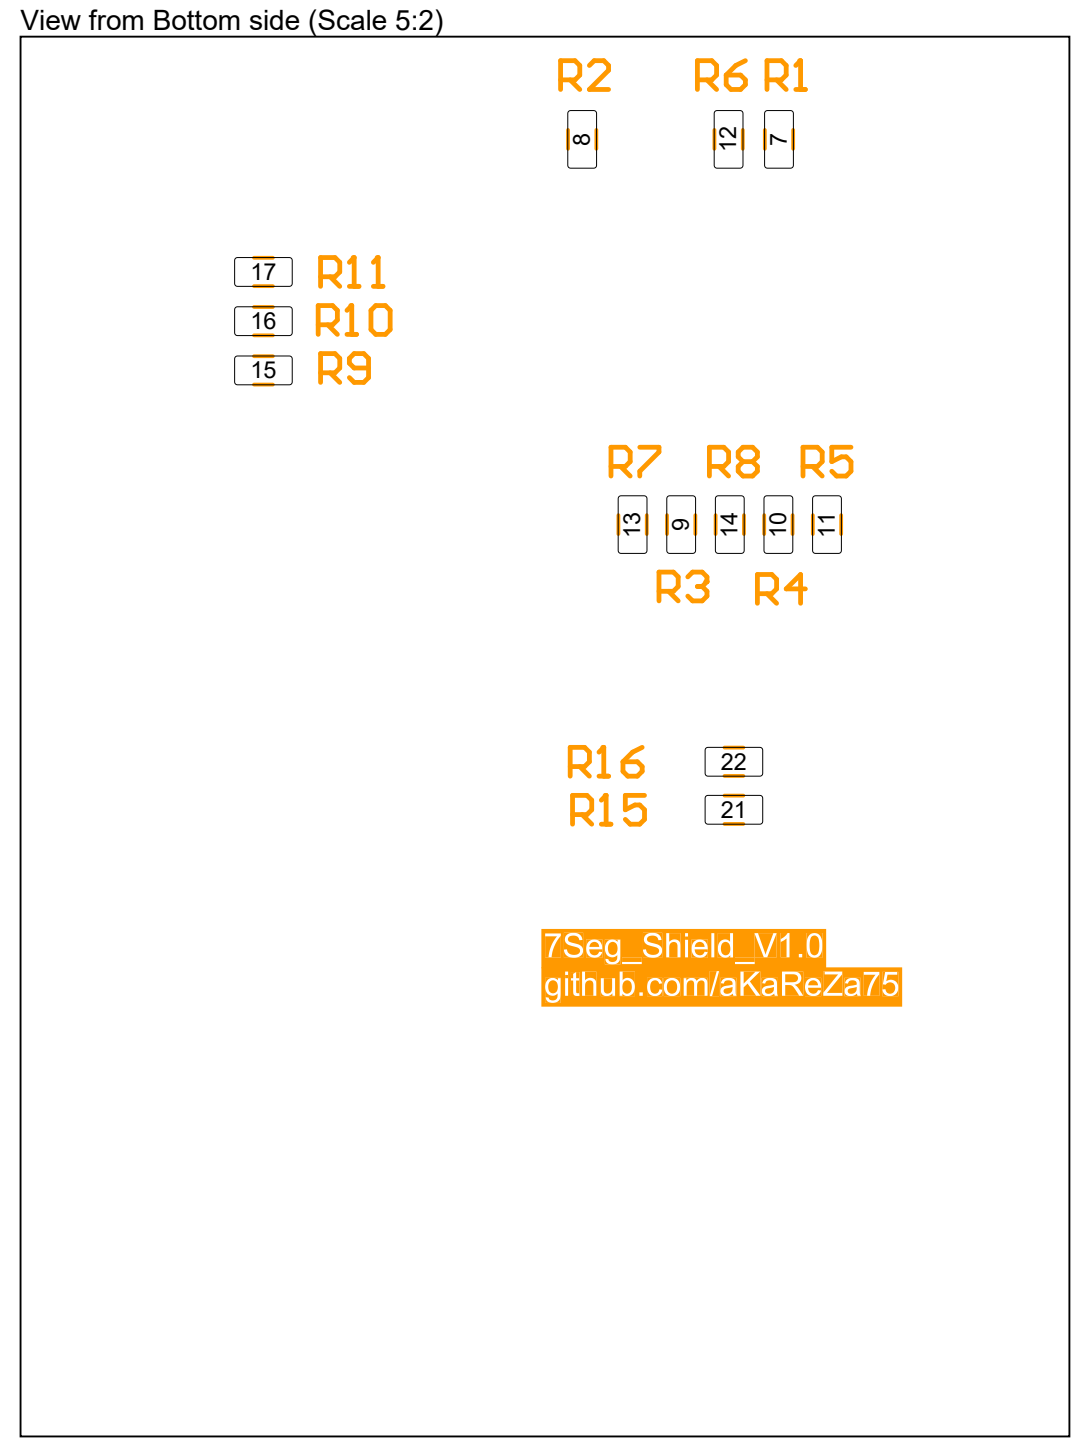 View from Bottom side (Scale 5:2)
R2 R6 R1
8 12 7
17 R11
16 R10
15 R9
R7 R8 R5
13 9 14 10 11
R3 R4
R16 22
R15 21
7Seg_Shield_V1.0
github.com/aKaReZa75